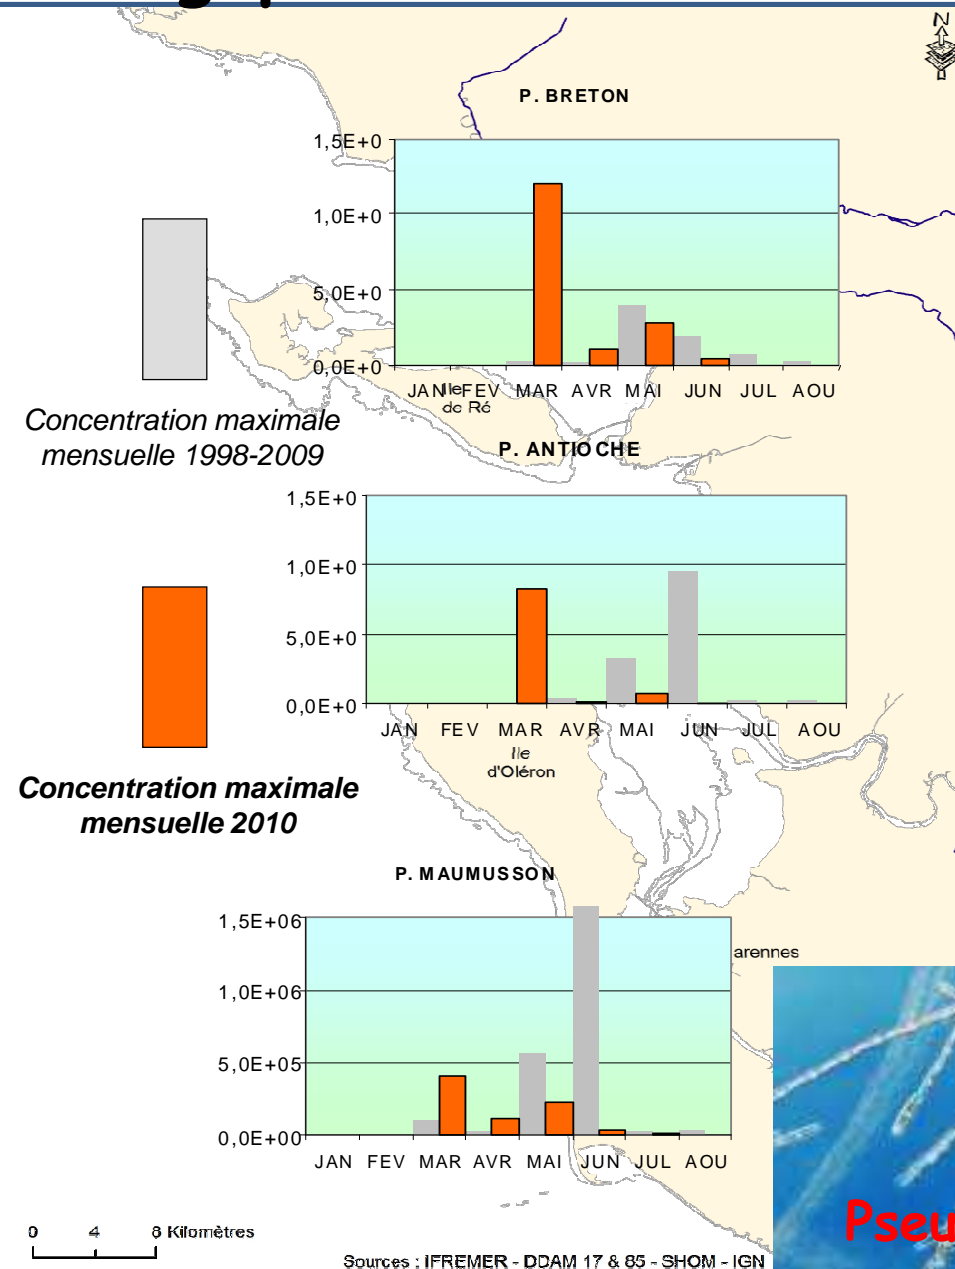 N
P. BRETON
1,5E+0
1,0E+0
5,0E+0
0,0E+0
JAN FEV MAR AVR MAI JUN JUL AOU
Ile
de Ré
Concentration maximale
mensuelle 1998-2009
P. ANTIOCHE
1,5E+0
1,0E+0
5,0E+0
0,0E+0
JAN FEV MAR AVR MAI JUN JUL AOU
Ile
d'Oléron
Concentration maximale
mensuelle 2010
P. MAUMUSSON
1,5E+06
1,0E+06
5,0E+05
0,0E+00
JAN FEV MAR AVR MAI JUN JUL AOU
arennes
Pseu
0 4 8 Kilomètres
Sources : IFREMER - DDAM 17 & 85 - SHOM - IGN